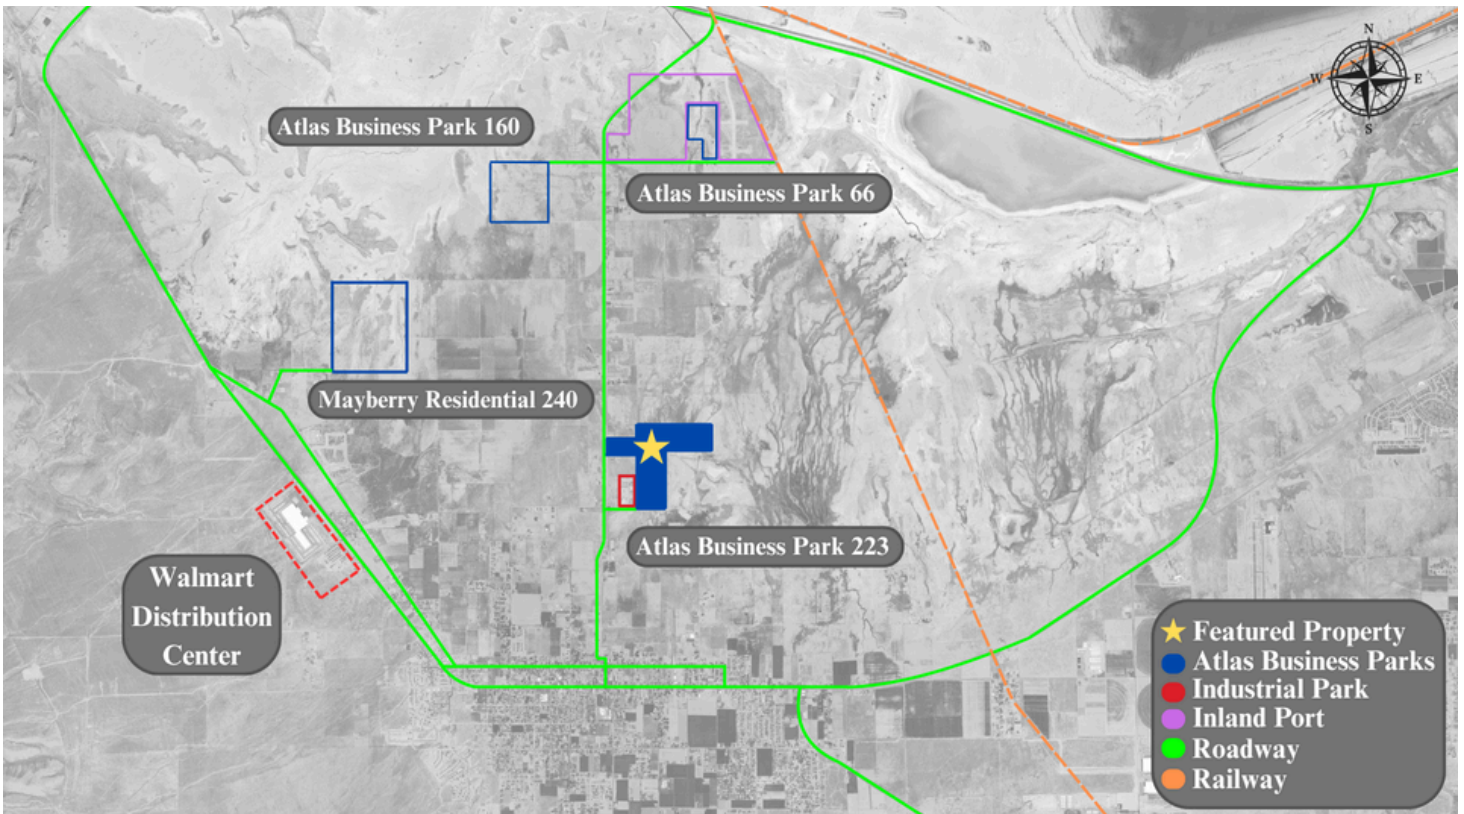 N
W
E
S
Atlas Business Park 160
Atlas Business Park 66
Mayberry Residential 240
Atlas Business Park 223
Walmart
Distribution
Center
Featured Property
Atlas Business Parks
Industrial Park
Inland Port
Roadway
Railway